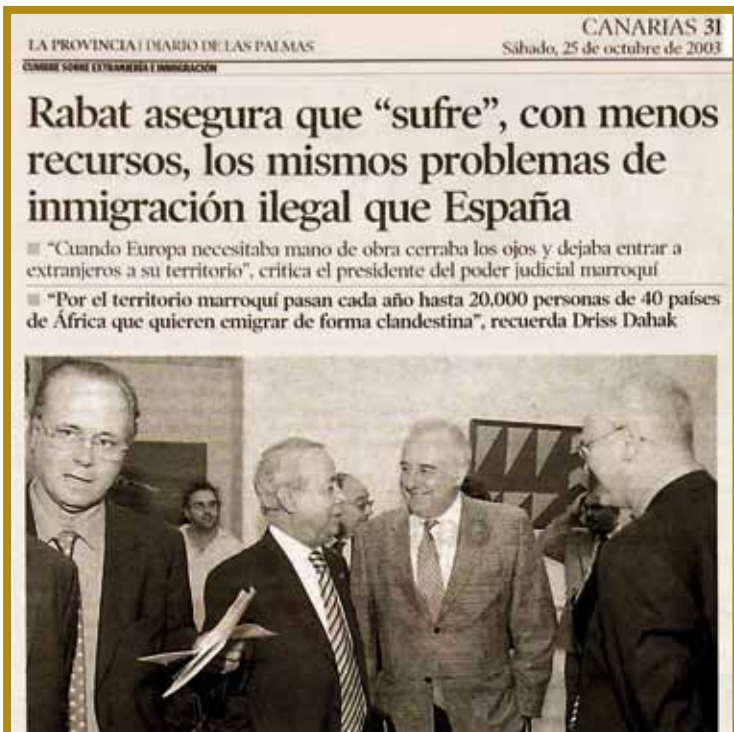 CANARIAS 31
LA PROVINCIA | DIARIO DE LAS PALMAS
Sábado, 25 de octubre de 2003
CUMBRE SOBRE EXTRANJERÍA E INMIGRACIÓN
Rabat asegura que “sufre”, con menos
recursos, los mismos problemas de
inmigración ilegal que España
“Cuando Europa necesitaba mano de obra cerraba los ojos y dejaba entrar a
extranjeros a su territorio”, critica el presidente del poder judicial marroquí
“Por el territorio marroquí pasan cada año hasta 20.000 personas de 40 países
de África que quieren emigrar de forma clandestina”, recuerda Driss Dahak